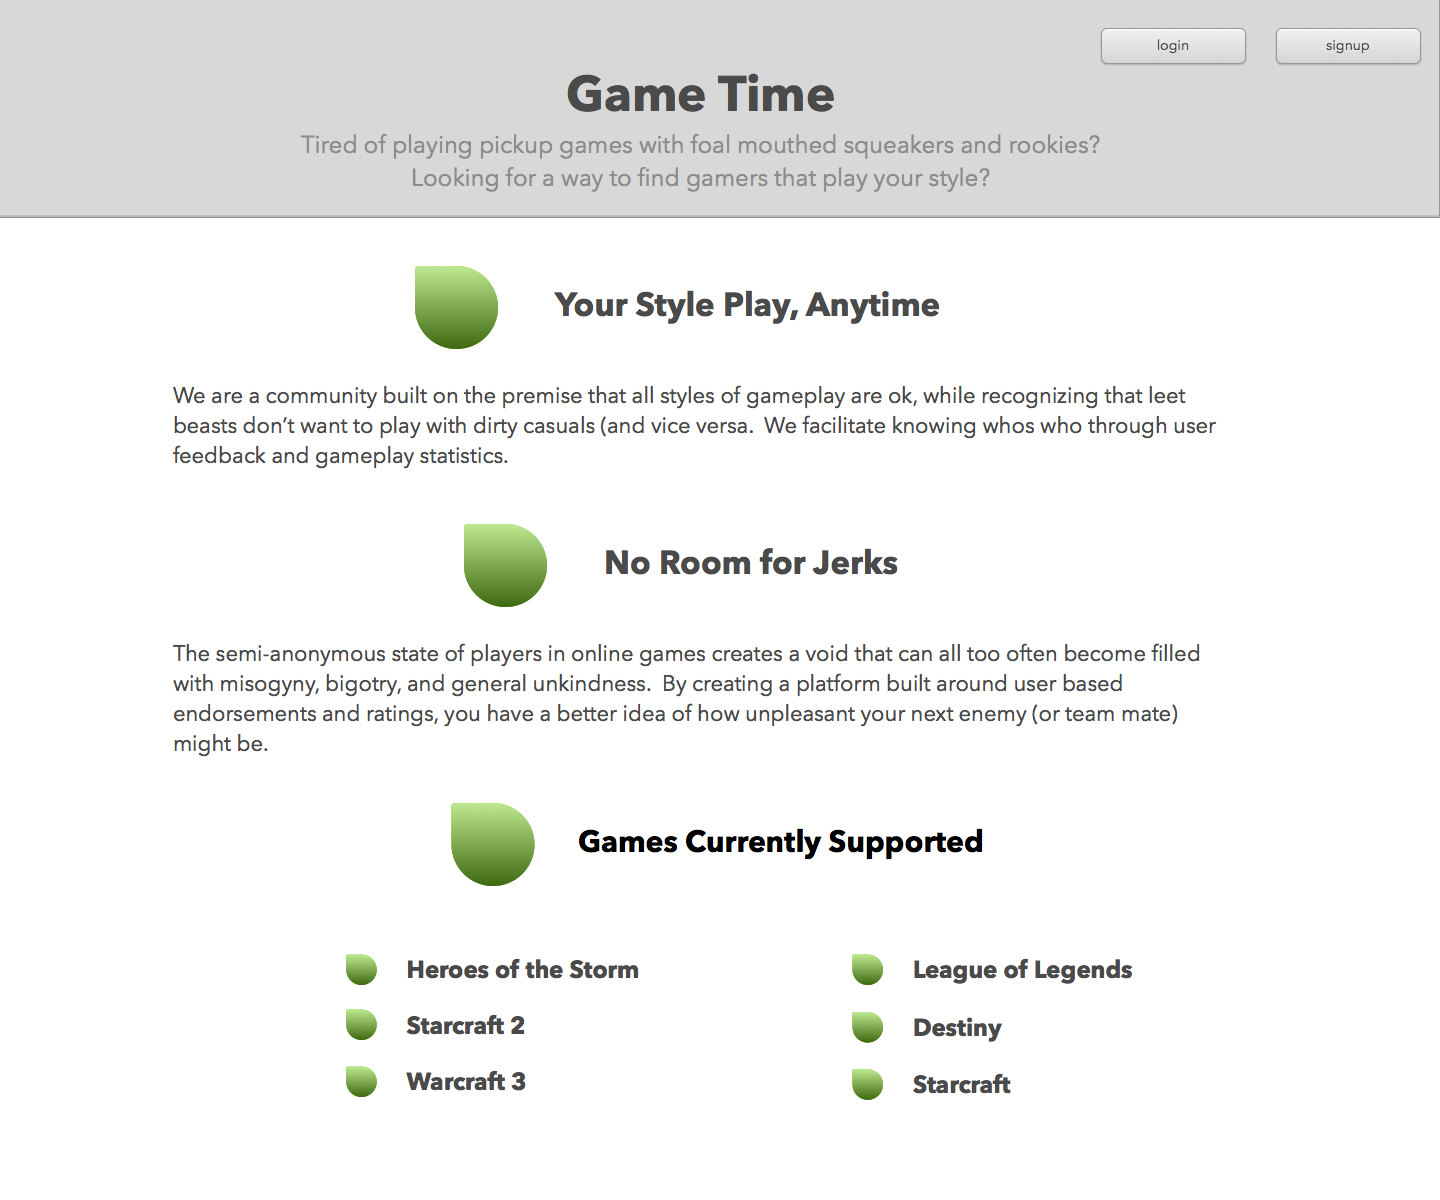 login
signup
Game Time
Tired of playing pickup games with foal mouthed squeakers and rookies?
Looking for a way to find gamers that play your style?
Your Style Play, Anytime
We are a community built on the premise that all styles of gameplay are ok, while recognizing that leet
beasts don’t want to play with dirty casuals (and vice versa.  We facilitate knowing whos who through user
feedback and gameplay statistics.
No Room for Jerks
The semi-anonymous state of players in online games creates a void that can all too often become filled
with misogyny, bigotry, and general unkindness.  By creating a platform built around user based
endorsements and ratings, you have a better idea of how unpleasant your next enemy (or team mate)
might be.
Games Currently Supported
Heroes of the Storm
League of Legends
Starcraft 2
Destiny
Warcraft 3
Starcraft